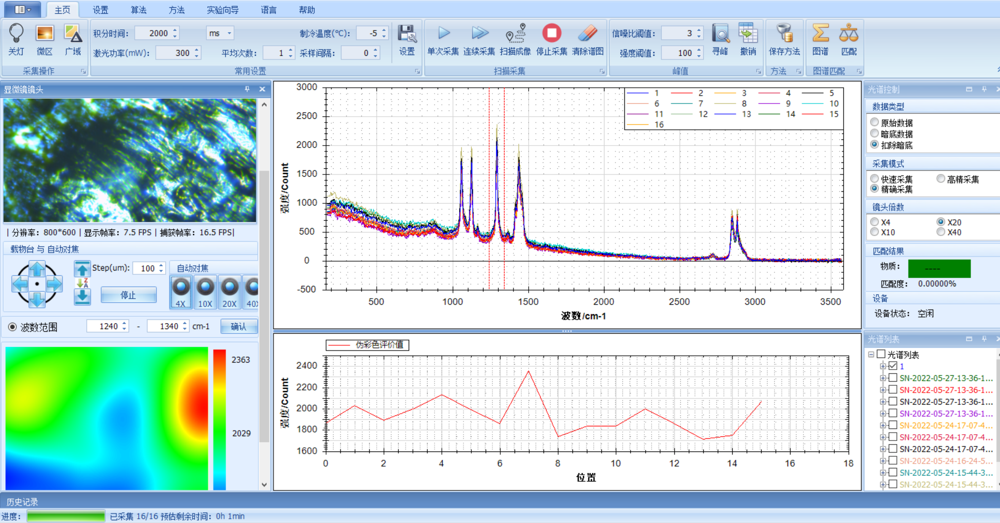 主页 设置 算法 方法 实验向导 语言 帮助
积分时间： 2000 ms 制冷温度(℃)： -5
激光功率(mW)： 300 平均次数： 1 采样间隔： 0
关灯 微区 广域 设置 单次采集 连续采集 扫描成像 停止采集 清除谱图
信噪比阈值： 3
强度阈值： 100
寻峰 撤销 保存方法 图谱 匹配
采集操作 常用设置 扫描采集 峰值 方法 图谱匹配
显微镜镜头
| 分辨率：800*600 | 显示帧率：7.5 FPS | 捕获帧率：16.5 FPS|
载物台 与 自动对焦
Step(um): 100 自动对焦
停止
4X 10X 20X 40X
波数范围 1240 - 1340 cm-1 确认
2363
2029
3000
2500
2000
1500
1000
500
0
-500
强度/Count
1 2 3 4 5
6 7 8 9 10
11 12 13 14 15
16
500 1000 1500 2000 2500 3000 3500
波数/cm-1
伪彩色评价值
2400
2200
2000
1800
1600
强度/Count
0 2 4 6 8 10 12 14 16 18
位置
光谱控制
数据类型
原始数据
暗底数据
扣除暗底
采集模式
快速采集 高精采集
精确采集
镜头倍数
X4 X20
X10 X40
匹配结果
物质： ----
匹配度： 0.00000%
设备
设备状态： 空闲
光谱列表
光谱列表
1
SN-2022-05-27-13-36-1...
SN-2022-05-27-13-36-1...
SN-2022-05-27-13-36-1...
SN-2022-05-27-13-36-1...
SN-2022-05-24-17-07-4...
SN-2022-05-24-17-07-4...
SN-2022-05-24-17-07-4...
SN-2022-05-24-16-24-5...
SN-2022-05-24-15-44-3...
SN-2022-05-24-15-44-3...
历史记录
进度： 已采集 16/16 预估剩余时间：0h 1min